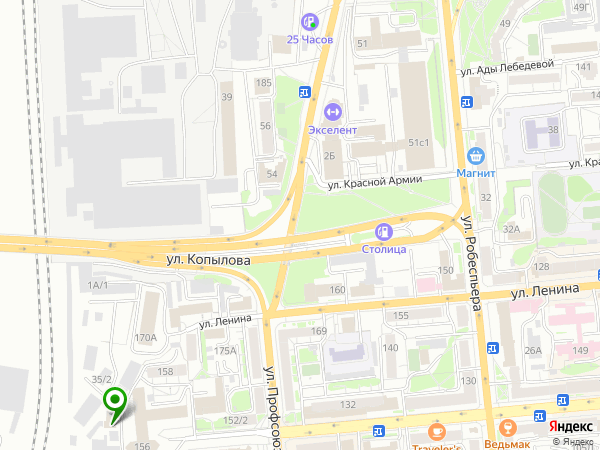 49
49Г
25 Часов
51
ул. Ады Лебедевой
141
185
39
Экселент
56
51с1
38
2Б
Магнит
54
ул. Красной Армии
ул. Кра
32
32А
Столица
ул. Робеспьера
ул. Копылова
128
150
1А/1
160
ул. Ленина
ул. Ленина
155
170А
169
175А
140
26А
149
35/2
158
ул. Профсою
130
132
152/2
156
Traveler's
Ведьмак
Яндекс
© Яндекс